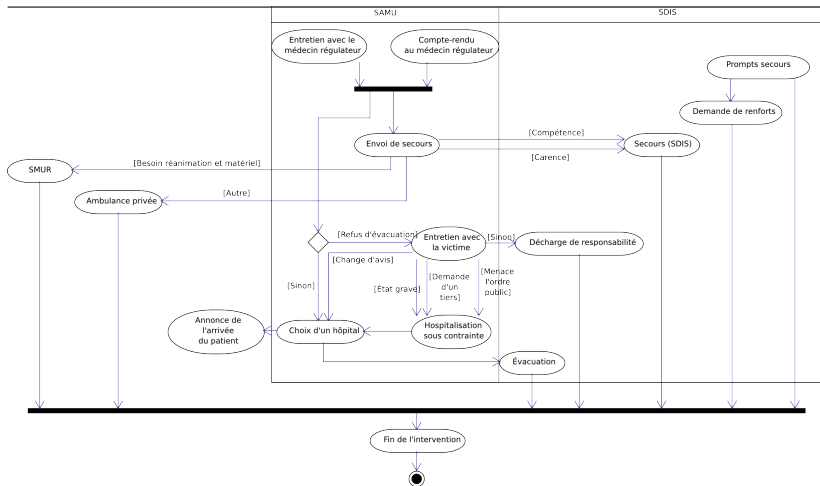 SAMU
SDIS
Entretien avec le
médecin régulateur
Compte-rendu
au médecin régulateur
Prompts secours
Demande de renforts
[Compétence]
Envoi de secours
Secours (SDIS)
[Carence]
[Besoin réanimation et matériel]
SMUR
[Autre]
Ambulance privée
[Refus d'évacuation]
Entretien avec
la victime
[Sinon]
Décharge de responsabilité
[Change d'avis]
[Sinon]
[État grave]
[Demande
d'un
tiers]
[Menace
l'ordre
public]
Annonce de
l'arrivée
du patient
Choix d'un hôpital
Hospitalisation
sous contrainte
Évacuation
Fin de l'intervention